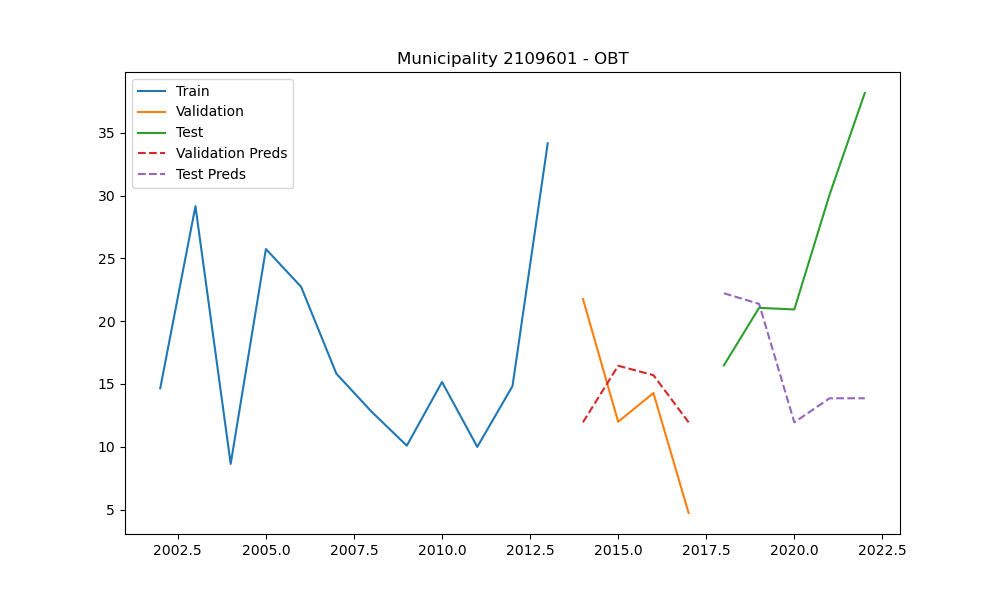 Municipality 2109601 - OBT
Train
Validation
Test
Validation Preds
Test Preds
35
30
25
20
15
10
5
2002.5 2005.0 2007.5 2010.0 2012.5 2015.0 2017.5 2020.0 2022.5